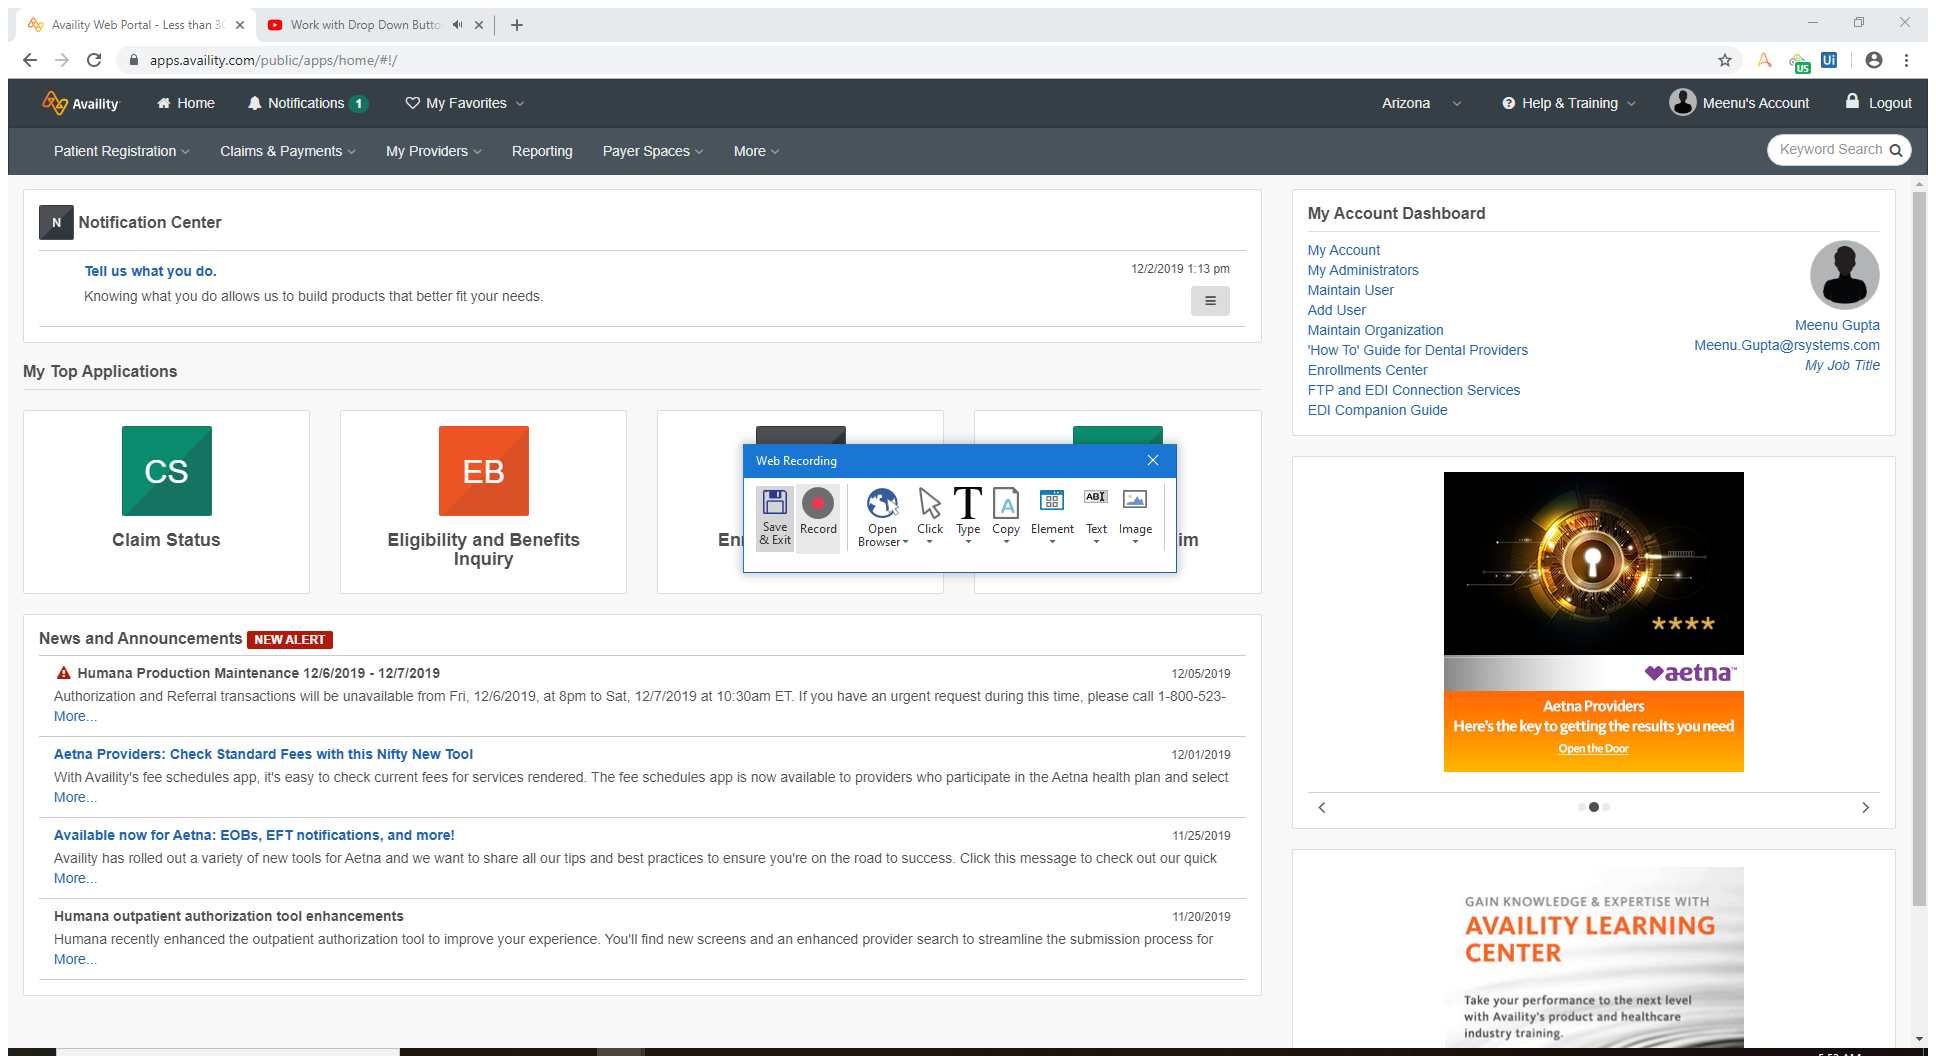 Availity Web Portal - Less than 30
Work with Drop Down Butto
apps.availity.com/public/apps/home/#!/
US
Ui
Availity
Home
Notifications 1
My Favorites
Arizona
Help & Training
Meenu's Account
Logout
Patient Registration
Claims & Payments
My Providers
Reporting
Payer Spaces
More
Keyword Search
N Notification Center
Tell us what you do.
12/2/2019 1:13 pm
Knowing what you do allows us to build products that better fit your needs.
My Top Applications
CS
Claim Status
EB
Eligibility and Benefits
Inquiry
Web Recording
Save
& Exit
Record
Open
Browser
Click
T
Type
A
Copy
Element
ABI
Text
Image
News and Announcements NEW ALERT
Humana Production Maintenance 12/6/2019 - 12/7/2019
12/05/2019
Authorization and Referral transactions will be unavailable from Fri, 12/6/2019, at 8pm to Sat, 12/7/2019 at 10:30am ET. If you have an urgent request during this time, please call 1-800-523-
More...
Aetna Providers: Check Standard Fees with this Nifty New Tool
12/01/2019
With Availity's fee schedules app, it's easy to check current fees for services rendered. The fee schedules app is now available to providers who participate in the Aetna health plan and select
More...
Available now for Aetna: EOBs, EFT notifications, and more!
11/25/2019
Availity has rolled out a variety of new tools for Aetna and we want to share all our tips and best practices to ensure you're on the road to success. Click this message to check out our quick
More...
Humana outpatient authorization tool enhancements
11/20/2019
Humana recently enhanced the outpatient authorization tool to improve your experience. You'll find new screens and an enhanced provider search to streamline the submission process for
More...
My Account Dashboard
My Account
My Administrators
Maintain User
Add User
Maintain Organization
'How To' Guide for Dental Providers
Enrollments Center
FTP and EDI Connection Services
EDI Companion Guide
Meenu Gupta
Meenu.Gupta@rsystems.com
My Job Title
****
aetna™
Aetna Providers
Here's the key to getting the results you need
Open the Door
GAIN KNOWLEDGE & EXPERTISE WITH
AVAILITY LEARNING
CENTER
Take your performance to the next level
with Availity's product and healthcare
industry training.